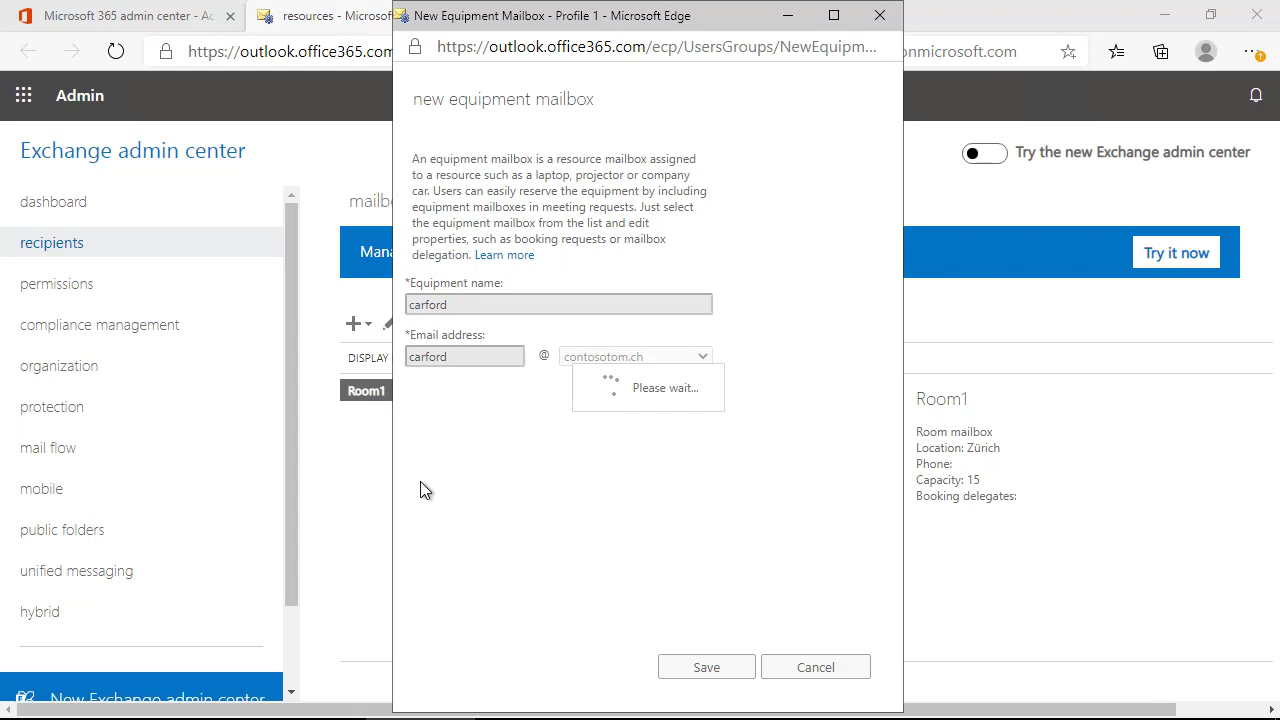 Microsoft 365 admin center - Ac
resources - Microsof
New Equipment Mailbox - Profile 1 - Microsoft Edge
https://outlook.office365.com
https://outlook.office365.com/ecp/UsersGroups/NewEquipm...
onmicrosoft.com
Admin
Exchange admin center
Try the new Exchange admin center
dashboard
recipients
permissions
compliance management
organization
protection
mail flow
mobile
public folders
unified messaging
hybrid
New Exchange admin center
mailb
Mana
Try it now
DISPLAY
Room1
new equipment mailbox
An equipment mailbox is a resource mailbox assigned
to a resource such as a laptop, projector or company
car. Users can easily reserve the equipment by including
equipment mailboxes in meeting requests. Just select
the equipment mailbox from the list and edit
properties, such as booking requests or mailbox
delegation. Learn more
*Equipment name:
carford
*Email address:
carford @ contosotom.ch
Please wait...
Save
Cancel
Room1
Room mailbox
Location: Zürich
Phone:
Capacity: 15
Booking delegates: